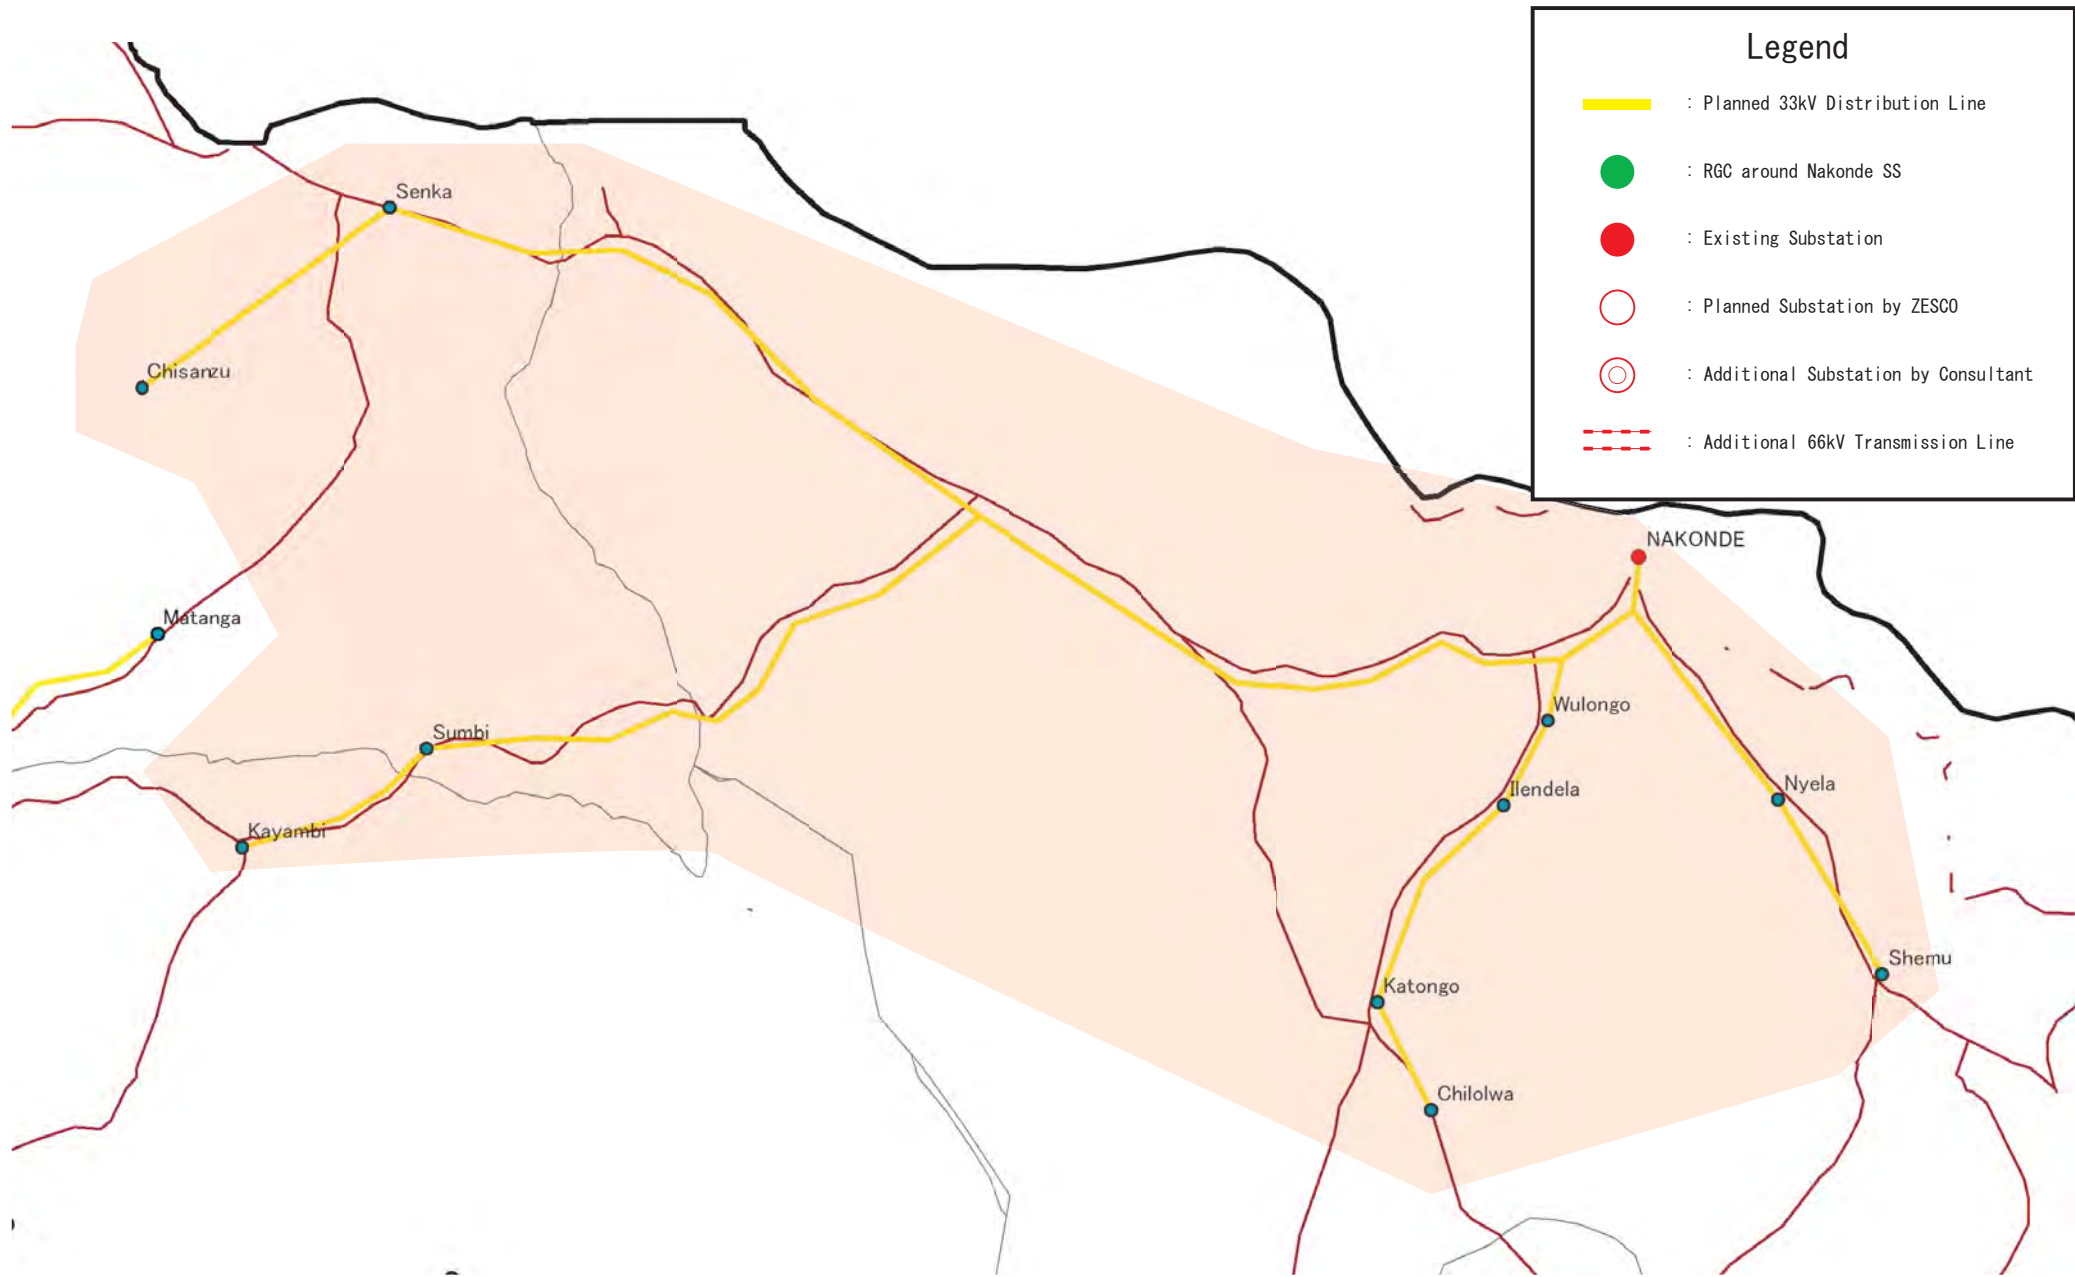 Legend
: Planned 33kV Distribution Line
: RGC around Nakonde SS
: Existing Substation
: Planned Substation by ZESCO
: Additional Substation by Consultant
: Additional 66kV Transmission Line
Senka
Chisanzu
NAKONDE
Matanga
Wulongo
Sumbi
Nyela
Ilendela
Kayambi
Shemu
Katongo
Chilolwa